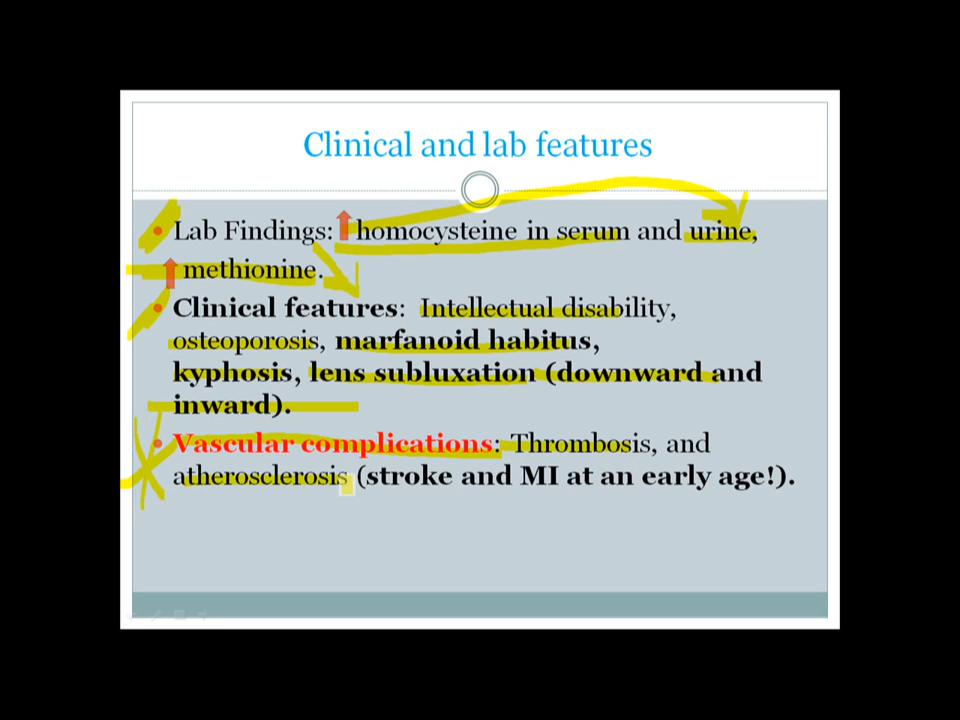 Clinical and lab features
• Lab Findings: homocysteine in serum and urine,
methionine.
• Clinical features: Intellectual disability,
osteoporosis, marfanoid habitus,
kyphosis, lens subluxation (downward and
inward).
• Vascular complications: Thrombosis, and
atherosclerosis (stroke and MI at an early age!).